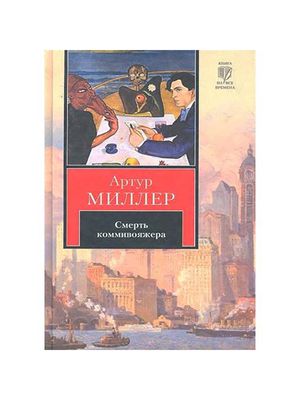 КНИГА
НА ВСЕ
ВРЕМЕНА
Артур
МИЛЛЕР
Смерть
коммивояжера